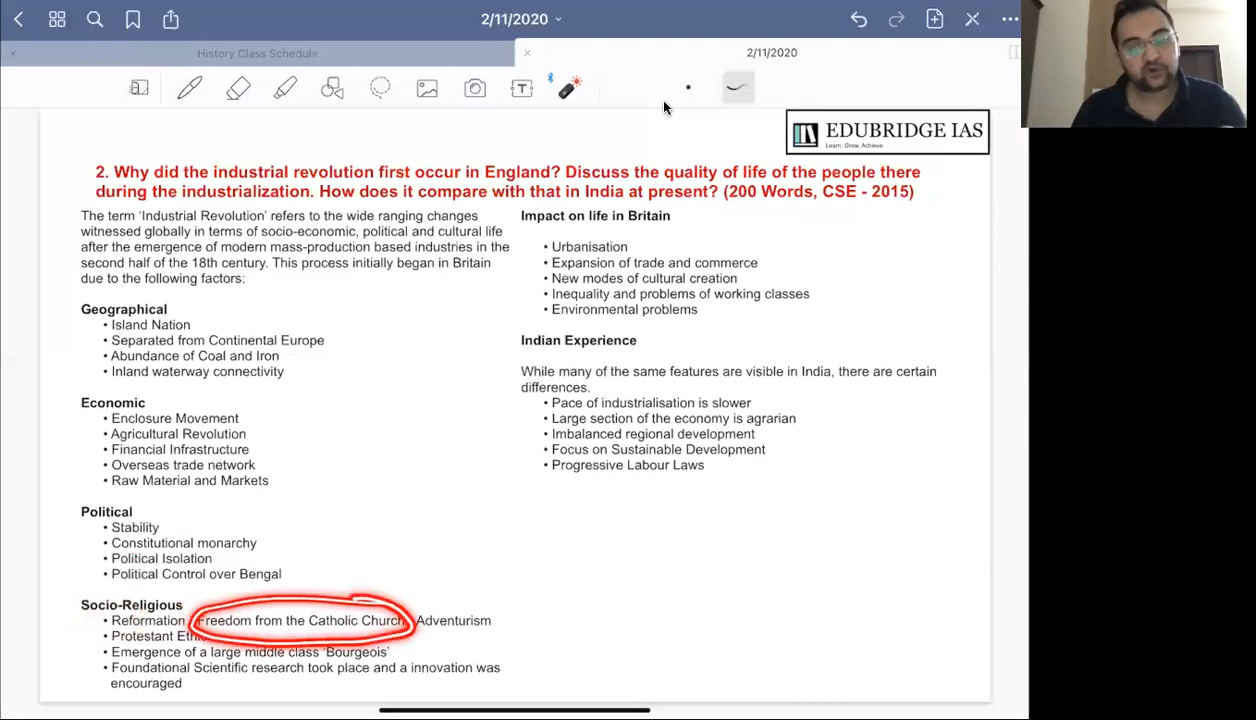 2/11/2020
History Class Schedule
2/11/2020
T
EDUBRIDGE IAS
Learn. Grow. Achieve.
2. Why did the industrial revolution first occur in England? Discuss the quality of life of the people there
during the industrialization. How does it compare with that in India at present? (200 Words, CSE - 2015)
The term ‘Industrial Revolution’ refers to the wide ranging changes
witnessed globally in terms of socio-economic, political and cultural life
after the emergence of modern mass-production based industries in the
second half of the 18th century. This process initially began in Britain
due to the following factors:
Geographical
• Island Nation
• Separated from Continental Europe
• Abundance of Coal and Iron
• Inland waterway connectivity
Economic
• Enclosure Movement
• Agricultural Revolution
• Financial Infrastructure
• Overseas trade network
• Raw Material and Markets
Political
• Stability
• Constitutional monarchy
• Political Isolation
• Political Control over Bengal
Socio-Religious
• Reformation Freedom from the Catholic Church Adventurism
• Protestant
• Emergence of a large middle class ‘Bourgeois’
• Foundational Scientific research took place and a innovation was
encouraged
Impact on life in Britain
• Urbanisation
• Expansion of trade and commerce
• New modes of cultural creation
• Inequality and problems of working classes
• Environmental problems
Indian Experience
While many of the same features are visible in India, there are certain
differences.
• Pace of industrialisation is slower
• Large section of the economy is agrarian
• Imbalanced regional development
• Focus on Sustainable Development
• Progressive Labour Laws